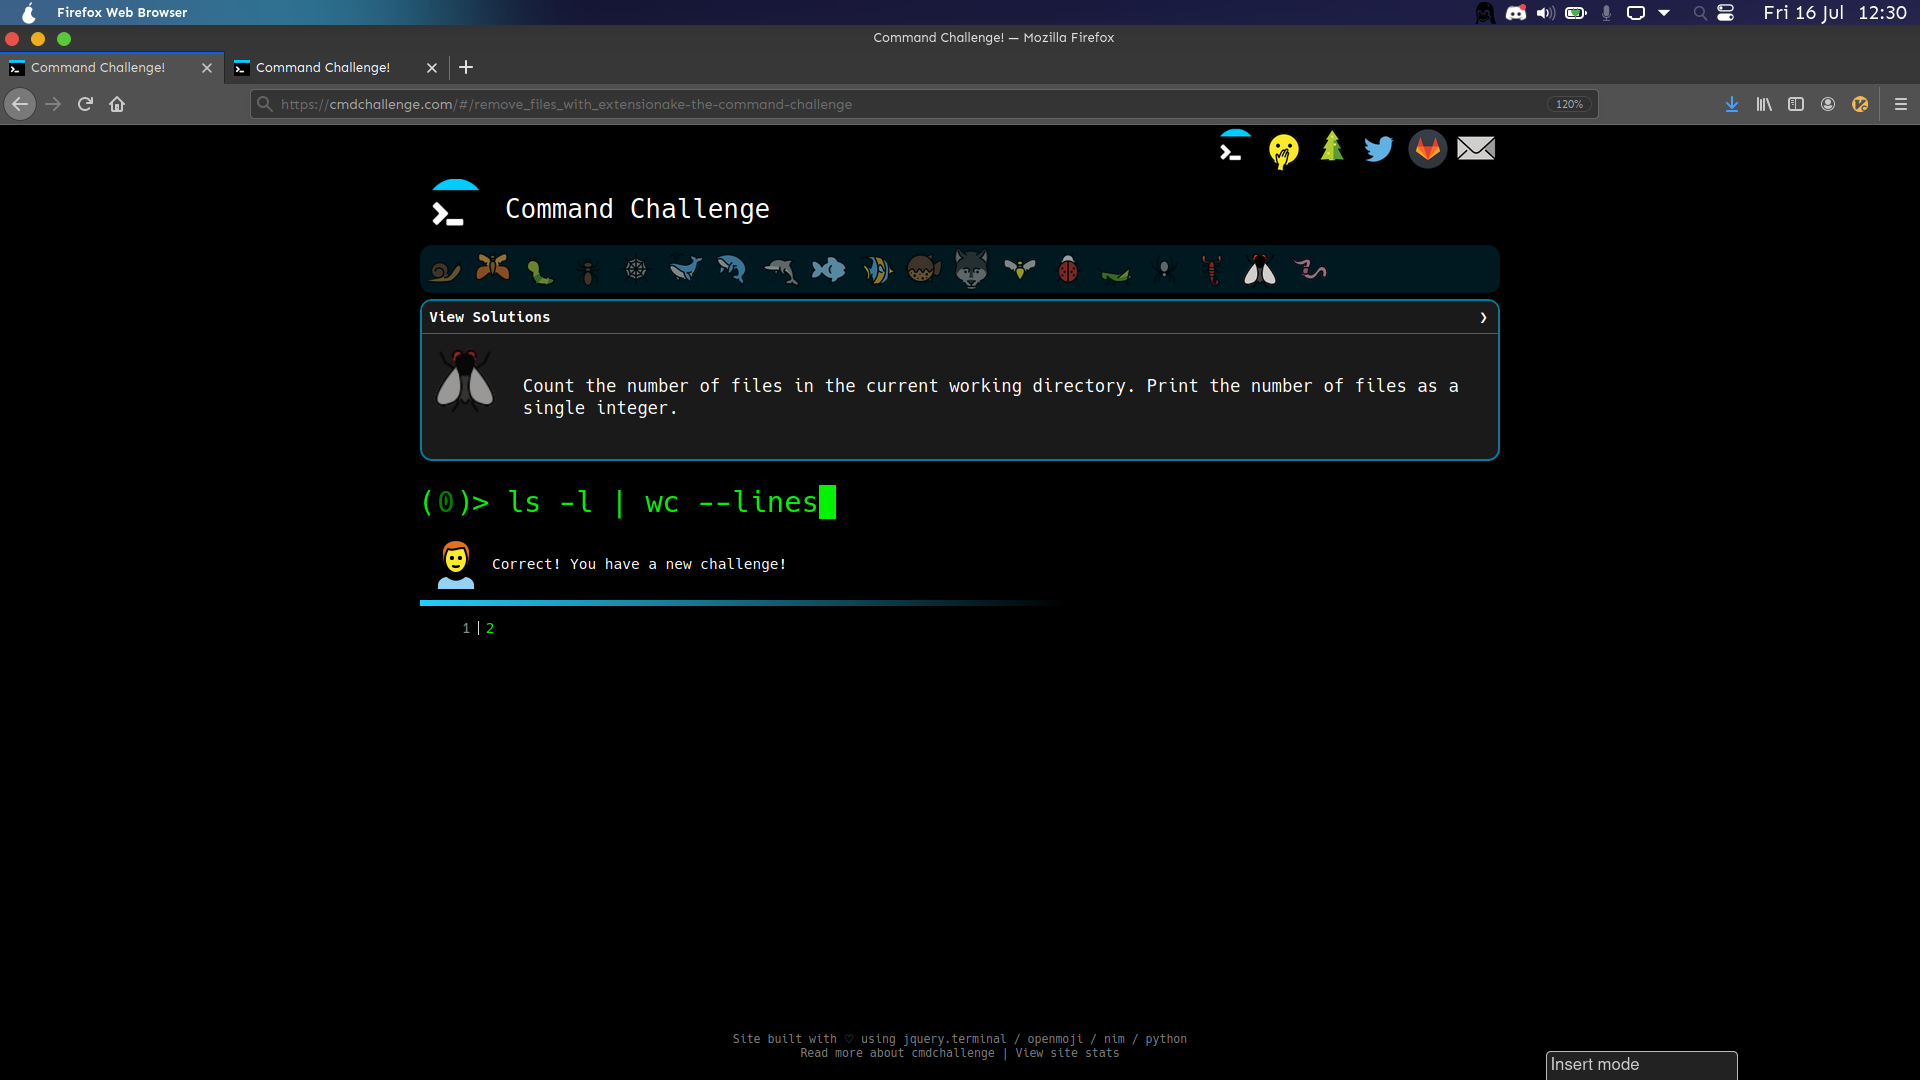 Firefox Web Browser
Fri 16 Jul 12:30
Command Challenge! — Mozilla Firefox
Command Challenge!
Command Challenge!
https://cmdchallenge.com/#/remove_files_with_extensionake-the-command-challenge
120%
Command Challenge
View Solutions
Count the number of files in the current working directory. Print the number of files as a
single integer.
(0)> ls -l | wc --lines
Correct! You have a new challenge!
1 | 2
Site built with ♡ using jquery.terminal / openmoji / nim / python
Read more about cmdchallenge | View site stats
Insert mode